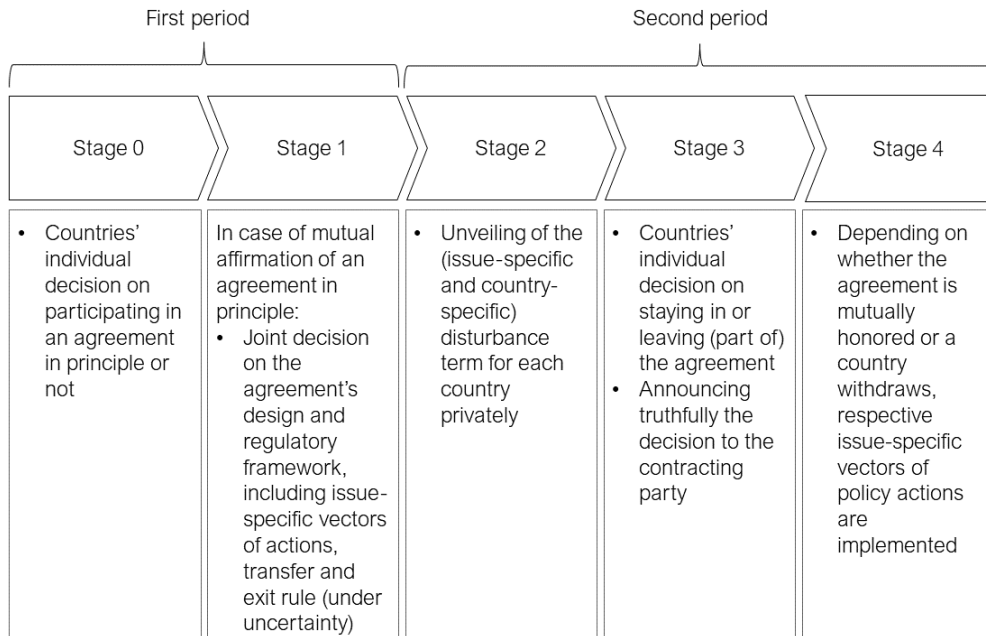 First period
Second period
Stage 0
Stage 1
Stage 2
Stage 3
Stage 4
• Countries’
individual
decision on
participating in
an agreement
in principle or
not
In case of mutual
affirmation of an
agreement in
principle:
• Joint decision
on the
agreement’s
design and
regulatory
framework,
including issue-
specific vectors
of actions,
transfer and
exit rule (under
uncertainty)
• Unveiling of the
(issue-specific
and country-
specific)
disturbance
term for each
country
privately
• Countries’
individual
decision on
staying in or
leaving (part of)
the agreement
• Announcing
truthfully the
decision to the
contracting
party
• Depending on
whether the
agreement is
mutually
honored or a
country
withdraws,
respective
issue-specific
vectors of
policy actions
are
implemented